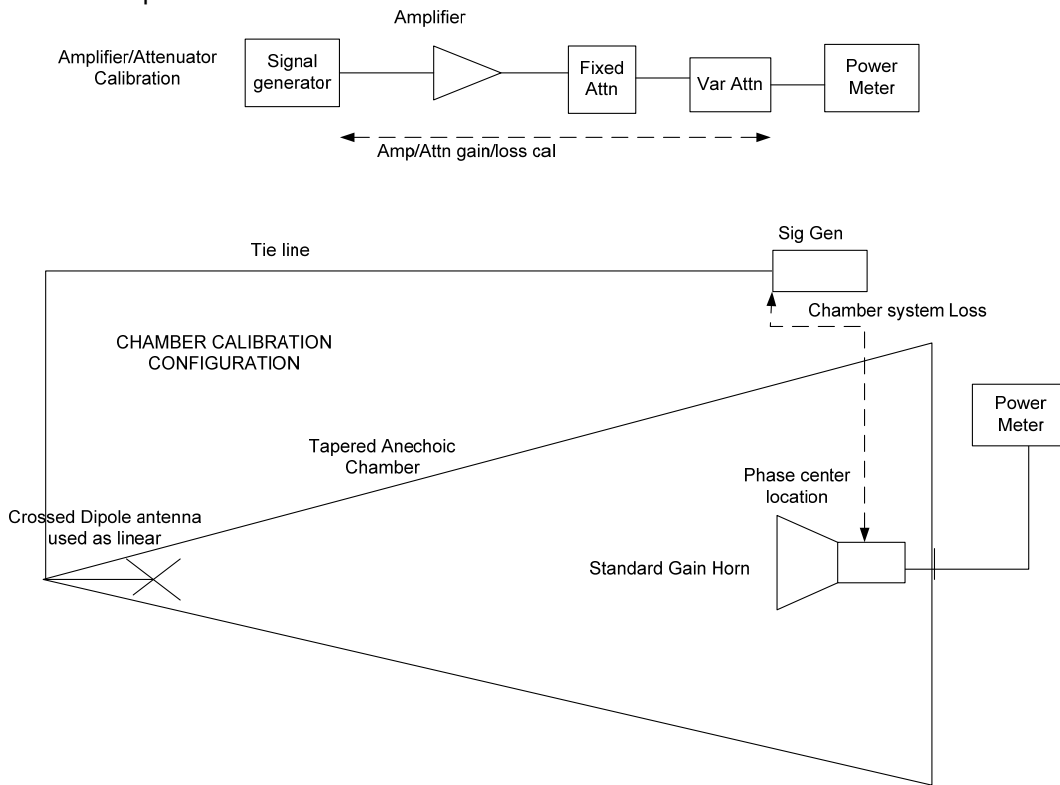 Amplifier
Amplifier/Attenuator
Calibration
Signal
generator
Fixed
Attn
Var Attn
Power
Meter
Amp/Attn gain/loss cal
Sig Gen
Tie line
Chamber system Loss
CHAMBER CALIBRATION
CONFIGURATION
Power
Meter
Tapered Anechoic
Chamber
Phase center
location
Crossed Dipole antenna
used as linear
Standard Gain Horn